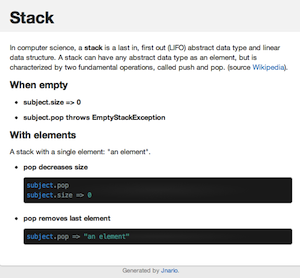 Stack
In computer science, a stack is a last in, first out (LIFO) abstract data type and linear
data structure. A stack can have any abstract data type as an element, but is
characterized by two fundamental operations, called push and pop. (source Wikipedia).
When empty
• subject.size => 0
• subject.pop throws EmptyStackException
With elements
A stack with a single element: "an element".
• pop decreases size
subject.pop
subject.size => 0
• pop removes last element
subject.pop => "an element"
Generated by Jnario.